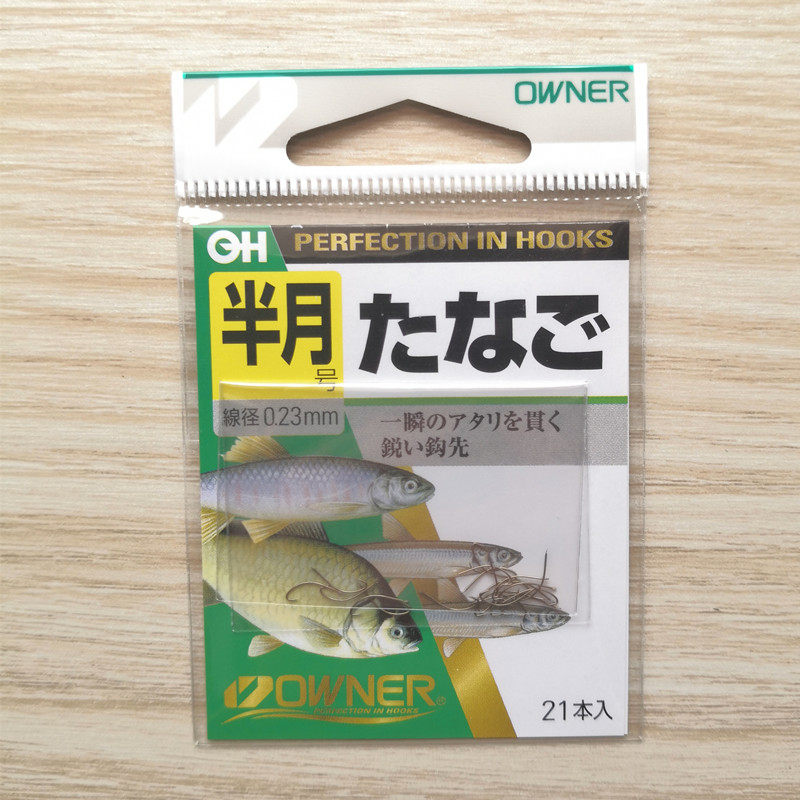 OWNER
OH PERFECTION IN HOOKS
半月
号
たなご
線径0.23mm
一瞬のアタリを貫く
鋭い鈎先
OWNER®
PERFECTION IN HOOKS
21本入